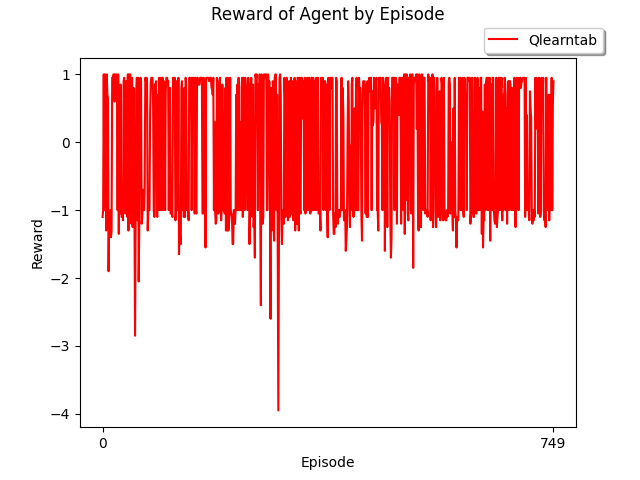 Reward of Agent by Episode
Qlearntab
1
0
−1
−2
−3
−4
Reward
0
749
Episode